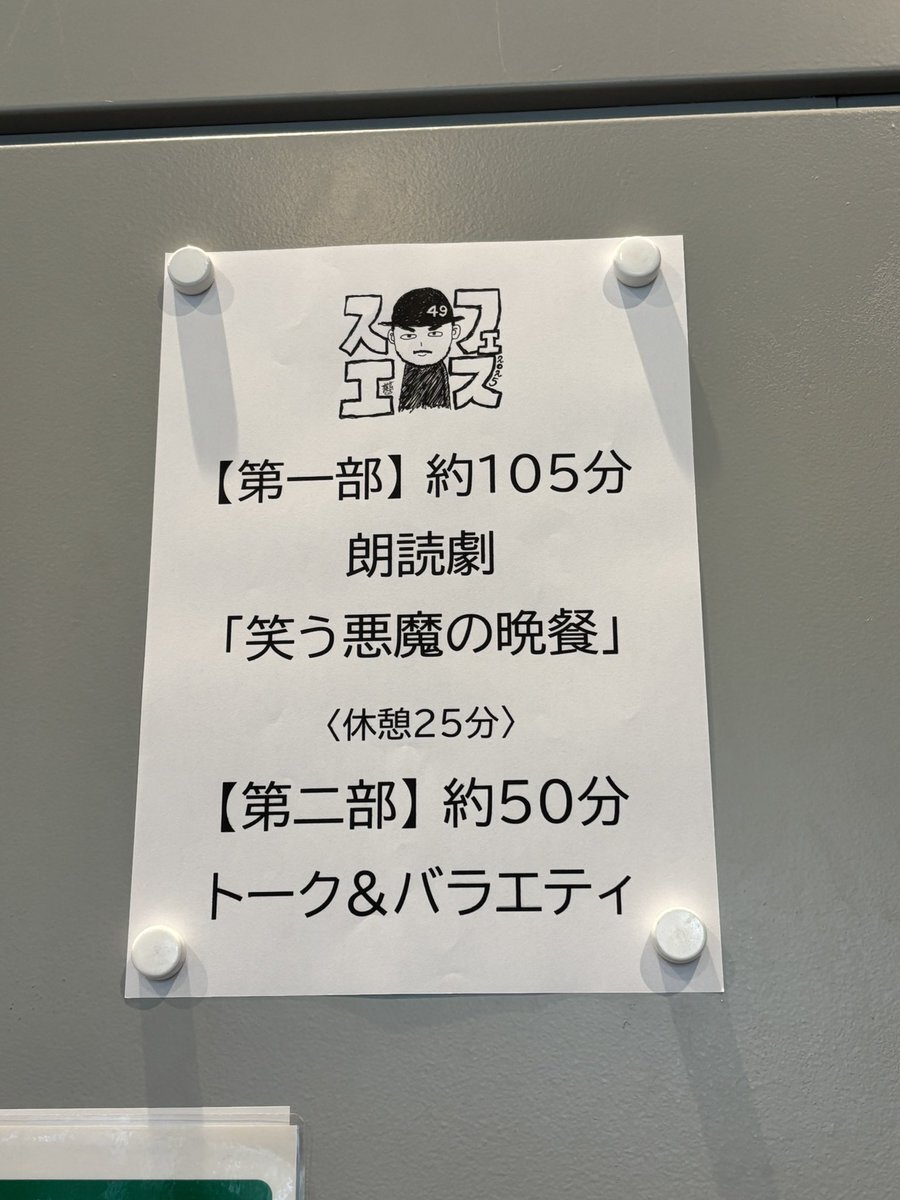 スエ
フェス
2025
49
【第一部】約105分
朗読劇
「笑う悪魔の晩餐」
〈休憩25分〉
【第二部】約50分
トーク&バラエティ